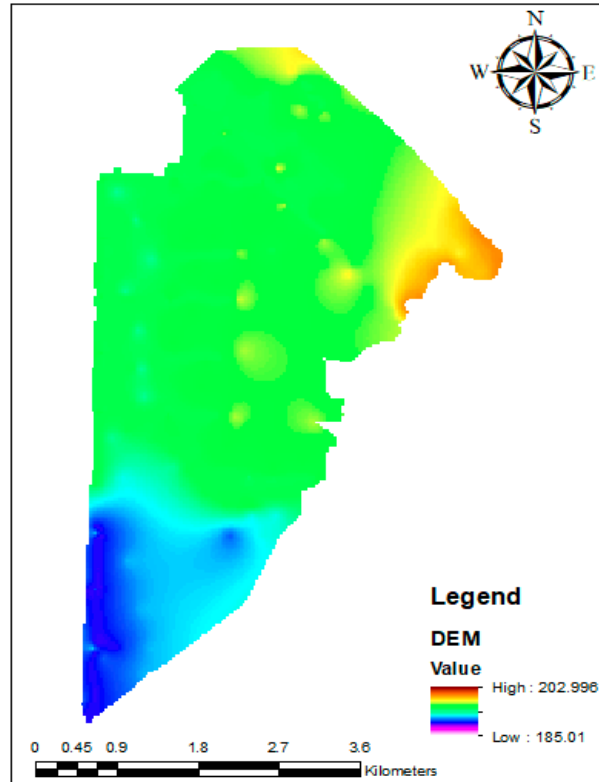 N
W E
S
Legend
DEM
Value
High : 202.996
Low : 185.01
0 0.45 0.9 1.8 2.7 3.6
Kilometers